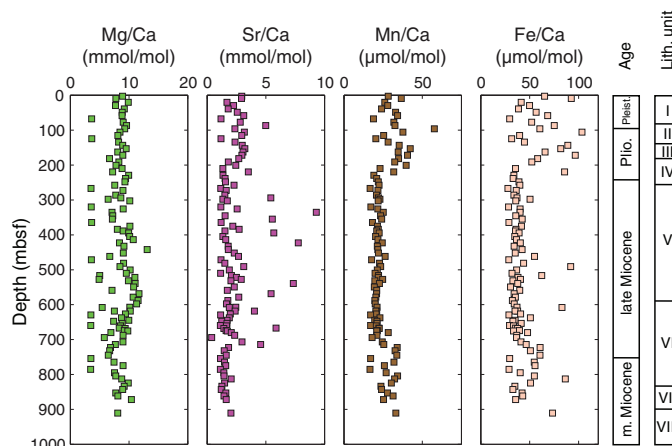 Mg/Ca
(mmol/mol)
Sr/Ca
(mmol/mol)
Mn/Ca
(µmol/mol)
Fe/Ca
(µmol/mol)
Age
Lith. unit
0 10 20
0 5 10
0 50
0 50 100
Depth (mbsf)
0
100
200
300
400
500
600
700
800
900
1000
Pleist.
Plio.
late Miocene
m. Miocene
I
II
III
IV
V